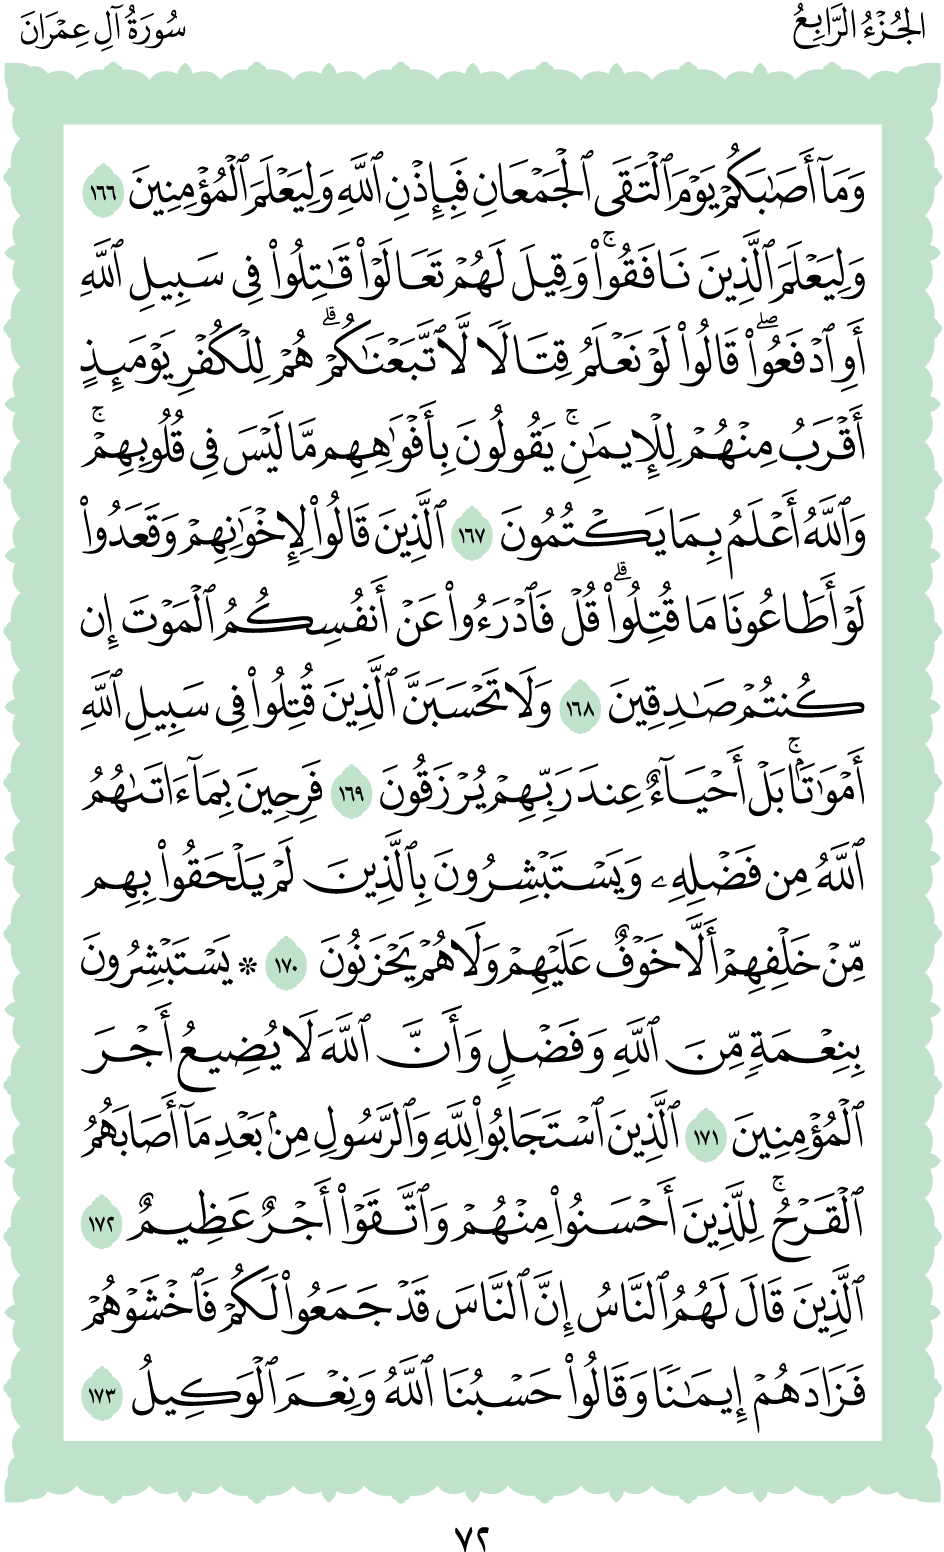 الجُزْءُ الرَّابِعُ
سُورَةُ آلِ عِمْرَانَ
وَمَآ أَصَٰبَكُمْ يَوْمَ ٱلْتَقَى ٱلْجَمْعَانِ فَبِإِذْنِ ٱللَّهِ وَلِيَعْلَمَ ٱلْمُؤْمِنِينَ ١٦٦
وَلِيَعْلَمَ ٱلَّذِينَ نَافَقُوا۟ۚ وَقِيلَ لَهُمْ تَعَالَوْا۟ قَٰتِلُوا۟ فِى سَبِيلِ ٱللَّهِ
أَوِ ٱدْفَعُوا۟ۖ قَالُوا۟ لَوْ نَعْلَمُ قِتَالًا لَّٱتَّبَعْنَٰكُمْۗ هُمْ لِلْكُفْرِ يَوْمَئِذٍ
أَقْرَبُ مِنْهُمْ لِلْإِيمَٰنِۚ يَقُولُونَ بِأَفْوَٰهِهِم مَّا لَيْسَ فِى قُلُوبِهِمْۚ
وَٱللَّهُ أَعْلَمُ بِمَا يَكْتُمُونَ ١٦٧ ٱلَّذِينَ قَالُوا۟ لِإِخْوَٰنِهِمْ وَقَعَدُوا۟
لَوْ أَطَاعُونَا مَا قُتِلُوا۟ۗ قُلْ فَٱدْرَءُوا۟ عَنْ أَنفُسِكُمُ ٱلْمَوْتَ إِن
كُنتُمْ صَٰدِقِينَ ١٦٨ وَلَا تَحْسَبَنَّ ٱلَّذِينَ قُتِلُوا۟ فِى سَبِيلِ ٱللَّهِ
أَمْوَٰتًۢاۚ بَلْ أَحْيَآءٌ عِندَ رَبِّهِمْ يُرْزَقُونَ ١٦٩ فَرِحِينَ بِمَآ ءَاتَىٰهُمُ
ٱللَّهُ مِن فَضْلِهِۦ وَيَسْتَبْشِرُونَ بِٱلَّذِينَ لَمْ يَلْحَقُوا۟ بِهِم
مِّنْ خَلْفِهِمْ أَلَّا خَوْفٌ عَلَيْهِمْ وَلَا هُمْ يَحْزَنُونَ ١٧٠ * يَسْتَبْشِرُونَ
بِنِعْمَةٍ مِّنَ ٱللَّهِ وَفَضْلٍ وَأَنَّ ٱللَّهَ لَا يُضِيعُ أَجْرَ
ٱلْمُؤْمِنِينَ ١٧١ ٱلَّذِينَ ٱسْتَجَابُوا۟ لِلَّهِ وَٱلرَّسُولِ مِنۢ بَعْدِ مَآ أَصَابَهُمُ
ٱلْقَرْحُۚ لِلَّذِينَ أَحْسَنُوا۟ مِنْهُمْ وَٱتَّقَوْا۟ أَجْرٌ عَظِيمٌ ١٧٢
ٱلَّذِينَ قَالَ لَهُمُ ٱلنَّاسُ إِنَّ ٱلنَّاسَ قَدْ جَمَعُوا۟ لَكُمْ فَٱخْشَوْهُمْ
فَزَادَهُمْ إِيمَٰنًا وَقَالُوا۟ حَسْبُنَا ٱللَّهُ وَنِعْمَ ٱلْوَكِيلُ ١٧٣
٧٢